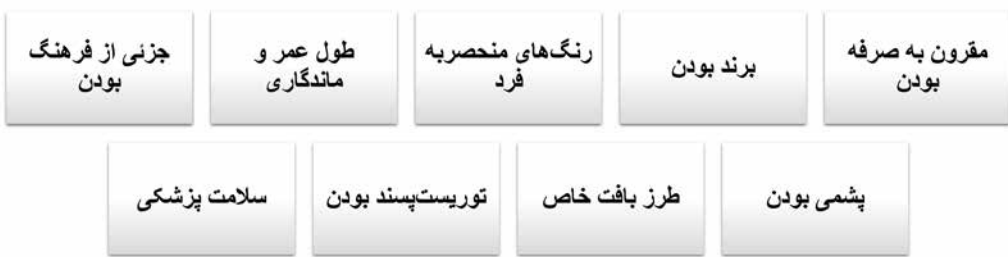 مقرون به صرفه
بودن
برند بودن
رنگ‌های منحصربه
فرد
طول عمر و
ماندگاری
جزئی از فرهنگ
بودن
پشمی بودن
طرز بافت خاص
توریست‌پسند بودن
سلامت پزشکی